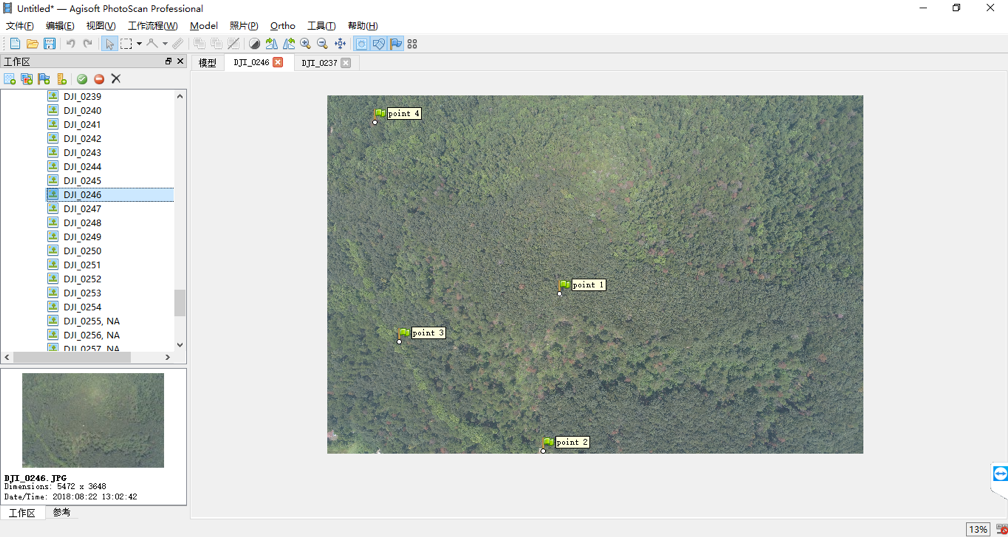 Untitled* — Agisoft PhotoScan Professional
文件(F) 编辑(E) 视图(V) 工作流程(W) Model 照片(P) Ortho 工具(T) 帮助(H)
工作区
模型 DJI_0246 DJI_0237
DJI_0239
DJI_0240
DJI_0241
DJI_0242
DJI_0243
DJI_0244
DJI_0245
DJI_0246
DJI_0247
DJI_0248
DJI_0249
DJI_0250
DJI_0251
DJI_0252
DJI_0253
DJI_0254
DJI_0255, NA
DJI_0256, NA
DJI_0257, NA
point 4
point 1
point 3
point 2
DJI_0246.JPG
Dimensions: 5472 x 3648
Date/Time: 2018:08:22 13:02:42
工作区 参考
13%